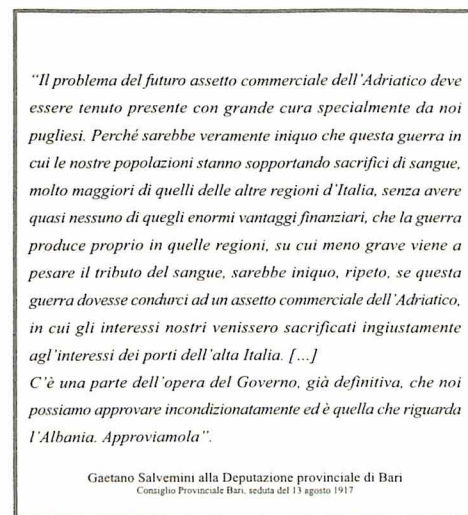 “Il problema del futuro assetto commerciale dell’Adriatico deve
essere tenuto presente con grande cura specialmente da noi
pugliesi. Perché sarebbe veramente iniquo che questa guerra in
cui le nostre popolazioni stanno sopportando sacrifici di sangue,
molto maggiori di quelli delle altre regioni d’Italia, senza avere
quasi nessuno di quegli enormi vantaggi finanziari, che la guerra
produce proprio in quelle regioni, su cui meno grave viene a
pesare il tributo del sangue, sarebbe iniquo, ripeto, se questa
guerra dovesse condurci ad un assetto commerciale dell’Adriatico,
in cui gli interessi nostri venissero sacrificati ingiustamente
agl’interessi dei porti dell’alta Italia. [...]
C’è una parte dell’opera del Governo, già definitiva, che noi
possiamo approvare incondizionatamente ed è quella che riguarda
l’Albania. Approviamola”.
Gaetano Salvemini alla Deputazione provinciale di Bari
Consiglio Provinciale Bari, seduta del 13 agosto 1917